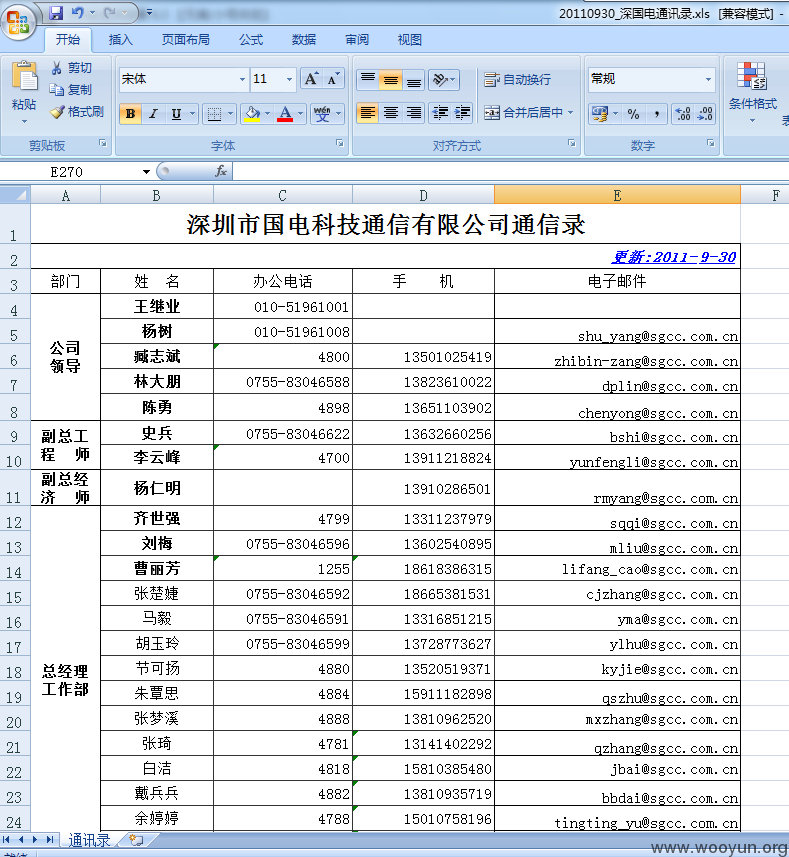 20110930_深国电通讯录.xls [兼容模式] -
开始 插入 页面布局 公式 数据 审阅 视图
粘贴 剪切 复制 格式刷
宋体 11
B I U
自动换行
合并后居中
常规
条件格式
剪贴板 字体 对齐方式 数字
E270 fx
A B C D E F
1 深圳市国电科技通信有限公司通信录
2 更新:2011-9-30
3 部门 姓 名 办公电话 手 机 电子邮件
公司领导
4 王继业 010-51961001
5 杨树 010-51961008 shu_yang@sgcc.com.cn
6 臧志斌 4800 13501025419 zhibin-zang@sgcc.com.cn
7 林大朋 0755-83046588 13823610022 dplin@sgcc.com.cn
8 陈勇 4898 13651103902 chenyong@sgcc.com.cn
副总工程 师
9 史兵 0755-83046622 13632660256 bshi@sgcc.com.cn
10 李云峰 4700 13911218824 yunfengli@sgcc.com.cn
副总经济 师
11 杨仁明 13910286501 rmyang@sgcc.com.cn
总经理工作部
12 齐世强 4799 13311237979 sqqi@sgcc.com.cn
13 刘梅 0755-83046596 13602540895 mliu@sgcc.com.cn
14 曹丽芳 1255 18618386315 lifang_cao@sgcc.com.cn
15 张楚婕 0755-83046592 18665381531 cjzhang@sgcc.com.cn
16 马毅 0755-83046591 13316851215 yma@sgcc.com.cn
17 胡玉玲 0755-83046599 13728773627 ylhu@sgcc.com.cn
18 节可扬 4880 13520519371 kyjie@sgcc.com.cn
19 朱覃思 4884 15911182898 qszhu@sgcc.com.cn
20 张梦溪 4888 13810962520 mxzhang@sgcc.com.cn
21 张琦 4781 13141402292 qzhang@sgcc.com.cn
22 白洁 4818 15810385480 jbai@sgcc.com.cn
23 戴兵兵 4882 13810935719 bbdai@sgcc.com.cn
24 余婷婷 4788 15010758196 tingting_yu@sgcc.com.cn
通讯录
www.wooyun.org